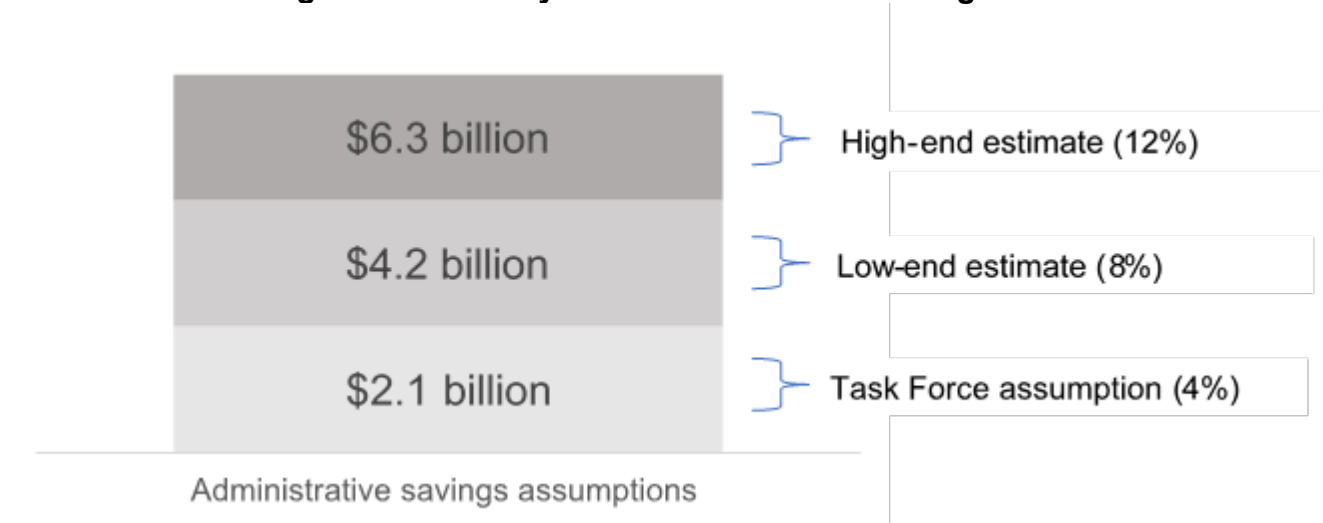 $6.3 billion
High-end estimate (12%)
$4.2 billion
Low-end estimate (8%)
$2.1 billion
Task Force assumption (4%)
Administrative savings assumptions